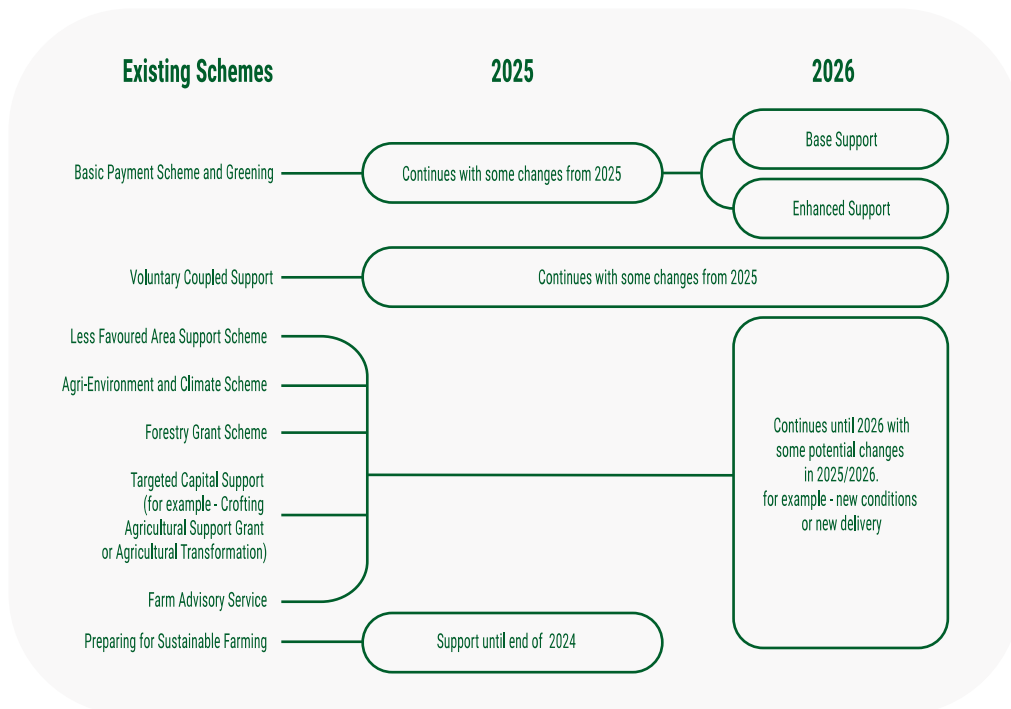 Existing Schemes
2025
2026
Basic Payment Scheme and Greening
Continues with some changes from 2025
Base Support
Enhanced Support
Voluntary Coupled Support
Continues with some changes from 2025
Less Favoured Area Support Scheme
Agri-Environment and Climate Scheme
Forestry Grant Scheme
Targeted Capital Support
(for example - Crofting
Agricultural Support Grant
or Agricultural Transformation)
Farm Advisory Service
Continues until 2026 with
some potential changes
in 2025/2026.
for example - new conditions
or new delivery
Preparing for Sustainable Farming
Support until end of 2024